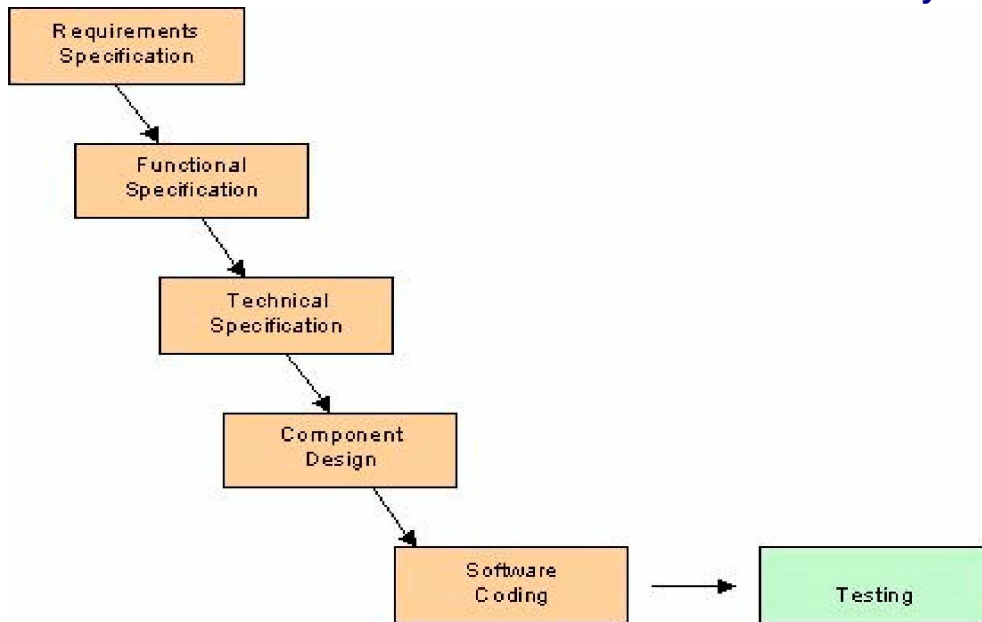 Requirements
Specification
Functional
Specification
Technical
Specification
Component
Design
Software
Coding
Testing